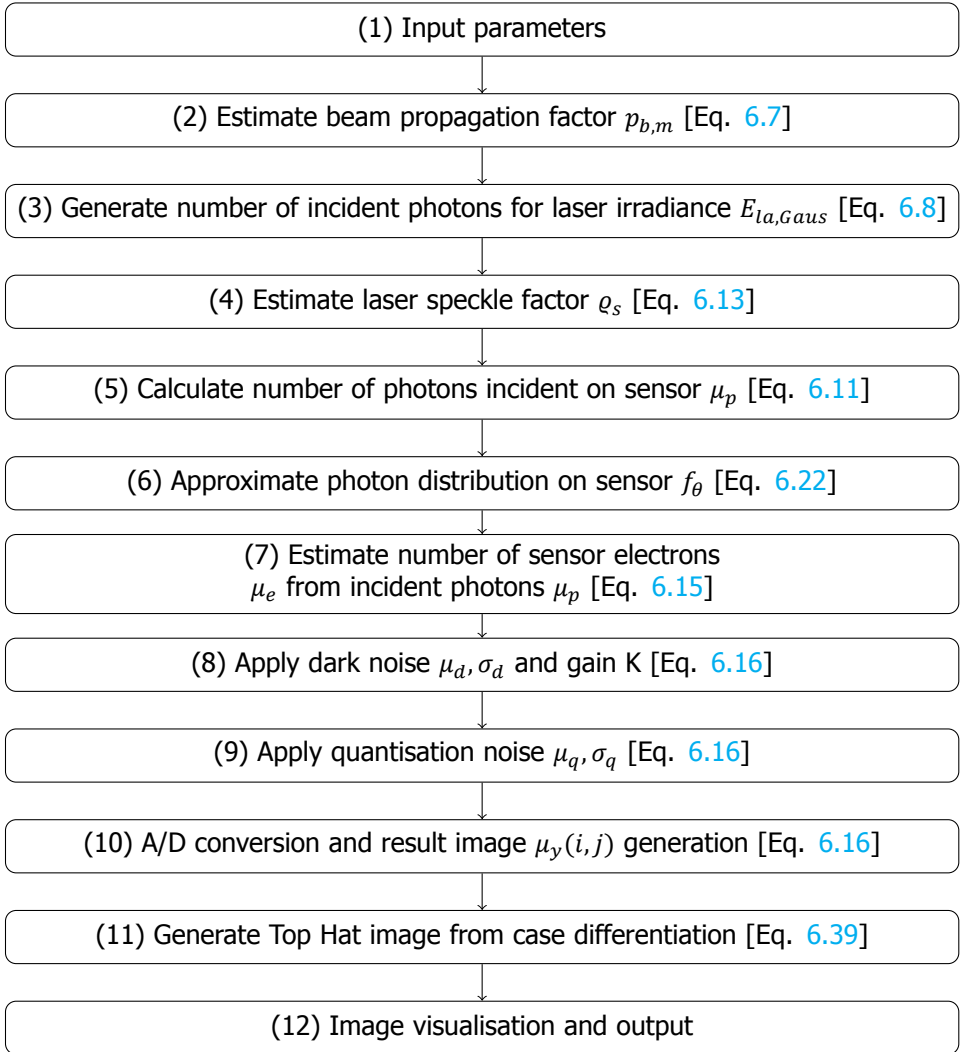 (1) Input parameters
(2) Estimate beam propagation factor p_{b,m} [Eq. 6.7]
(3) Generate number of incident photons for laser irradiance E_{la,Gaus} [Eq. 6.8]
(4) Estimate laser speckle factor ϱ_s [Eq. 6.13]
(5) Calculate number of photons incident on sensor μ_p [Eq. 6.11]
(6) Approximate photon distribution on sensor f_θ [Eq. 6.22]
(7) Estimate number of sensor electrons
μ_e from incident photons μ_p [Eq. 6.15]
(8) Apply dark noise μ_d, σ_d and gain K [Eq. 6.16]
(9) Apply quantisation noise μ_q, σ_q [Eq. 6.16]
(10) A/D conversion and result image μ_y(i, j) generation [Eq. 6.16]
(11) Generate Top Hat image from case differentiation [Eq. 6.39]
(12) Image visualisation and output